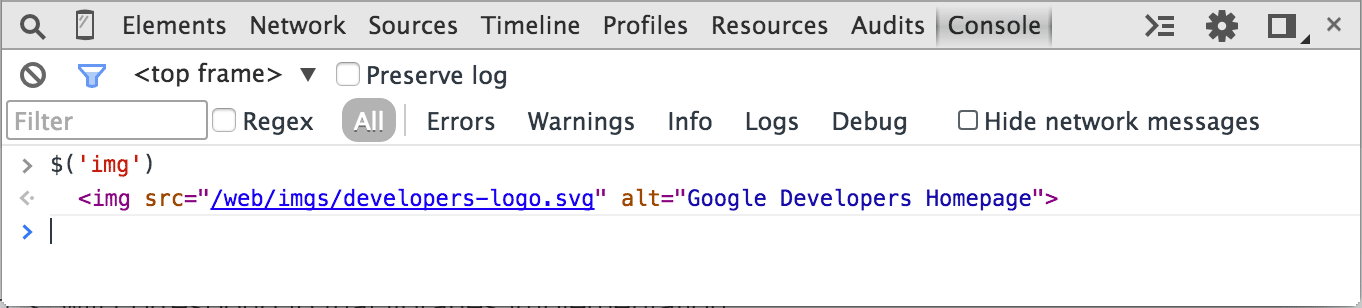 Elements Network Sources Timeline Profiles Resources Audits Console
<top frame> ▼ Preserve log
Filter Regex All Errors Warnings Info Logs Debug Hide network messages
> $('img')
<img src="/web/imgs/developers-logo.svg" alt="Google Developers Homepage">
>